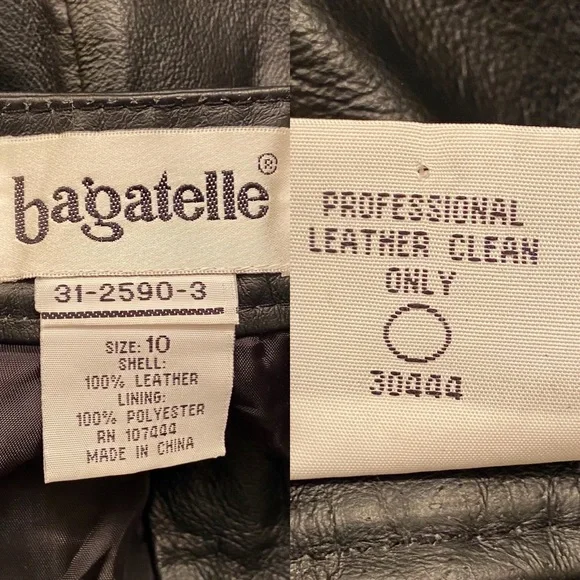 bagatelle®
31-2590-3
SIZE: 10
SHELL:
100% LEATHER
LINING:
100% POLYESTER
RN 107444
MADE IN CHINA
PROFESSIONAL
LEATHER CLEAN
ONLY
30444